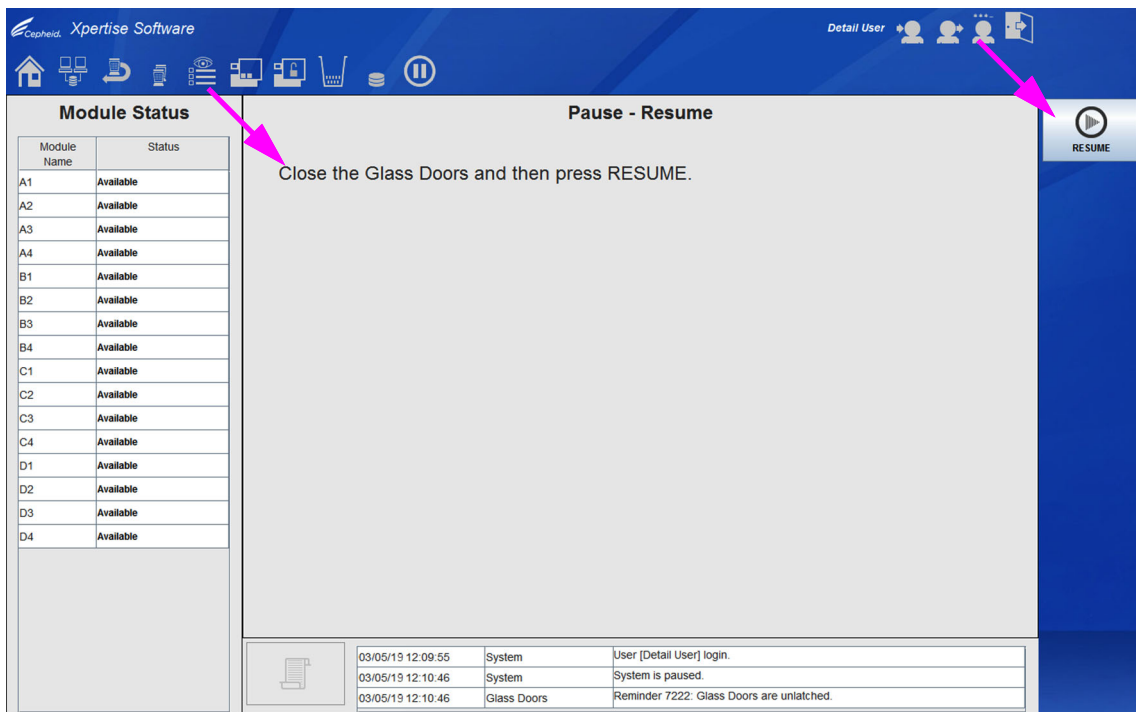 Cepheid. Xpertise Software
Detail User
Module Status
Module Name Status
A1 Available
A2 Available
A3 Available
A4 Available
B1 Available
B2 Available
B3 Available
B4 Available
C1 Available
C2 Available
C3 Available
C4 Available
D1 Available
D2 Available
D3 Available
D4 Available
Pause - Resume
Close the Glass Doors and then press RESUME.
RESUME
03/05/19 12:09:55 System User [Detail User] login.
03/05/19 12:10:46 System System is paused.
03/05/19 12:10:46 Glass Doors Reminder 7222: Glass Doors are unlatched.